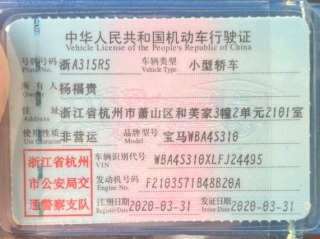 中华人民共和国机动车行驶证
Vehicle License of the People's Republic of China
号牌号码 浙A315R5 车辆类型 小型轿车
Plate No. Vehicle Type
所有人 杨福贵
Owner
住址 浙江省杭州市萧山区和美家3幢2单元2101室
Address
使用性质 非营运 品牌型号 宝马WBA4S310
Use Character Model
浙江省杭州
市公安局交
通警察支队
车辆识别代号 WBA4S310XLFJ24495
VIN
发动机号码 F2103571B48B20A
Engine No.
注册日期 2020-03-31 发证日期 2020-03-31
Register Date Issue Date